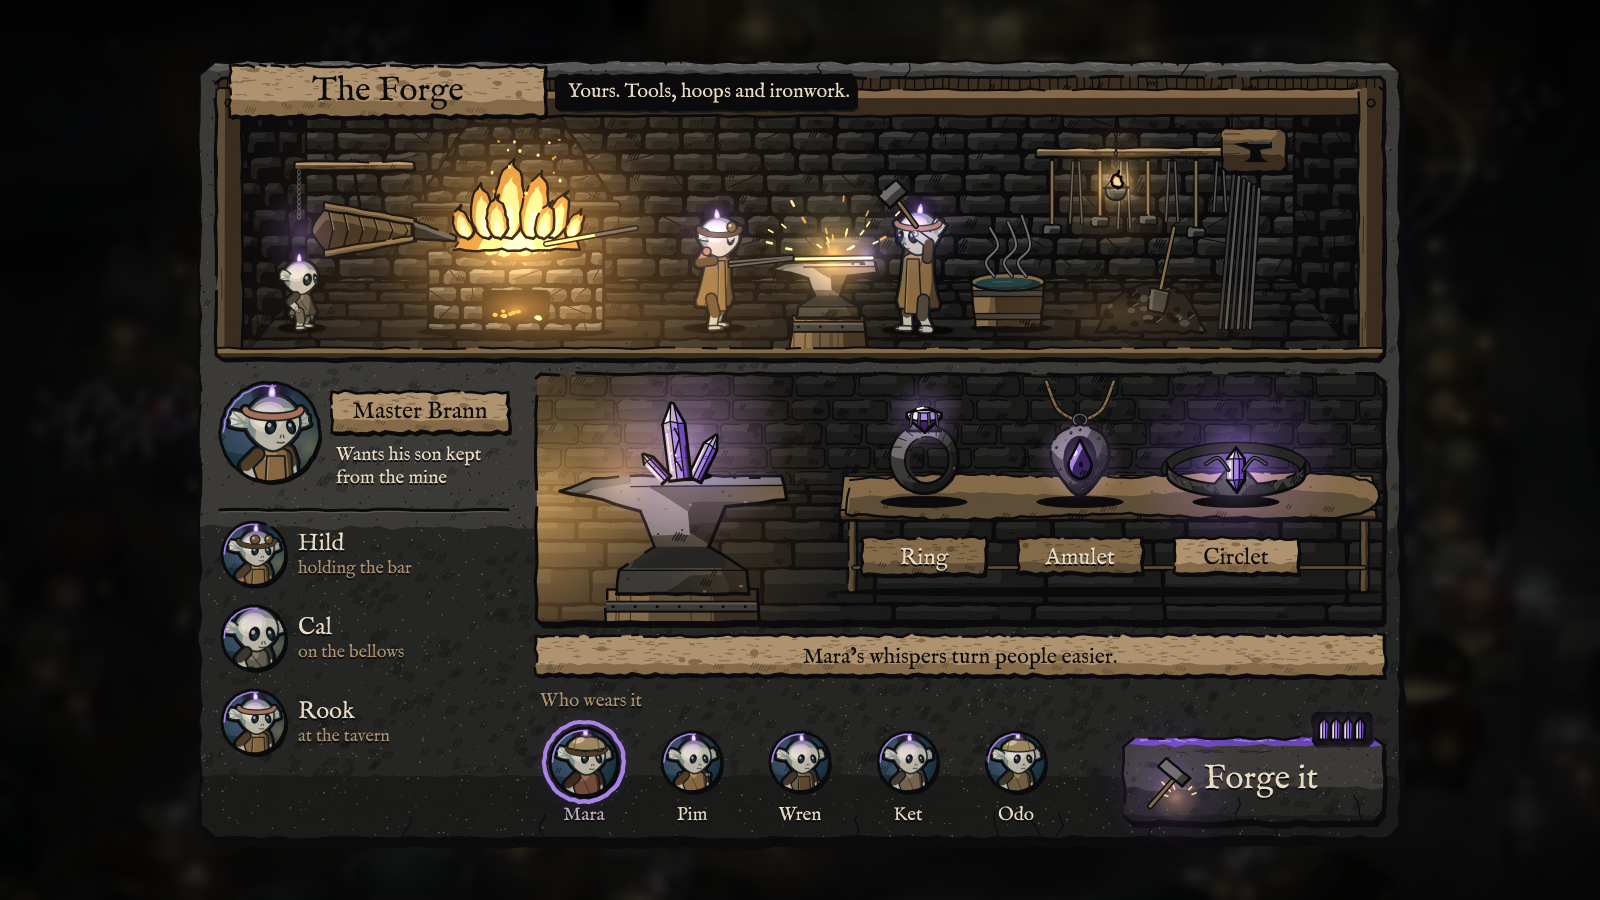 The Forge
Yours. Tools, hoops and ironwork.
Master Brann
Wants his son kept
from the mine
Hild
holding the bar
Cal
on the bellows
Rook
at the tavern
Ring
Amulet
Circlet
Mara's whispers turn people easier.
Who wears it
Mara
Pim
Wren
Ket
Odo
Forge it